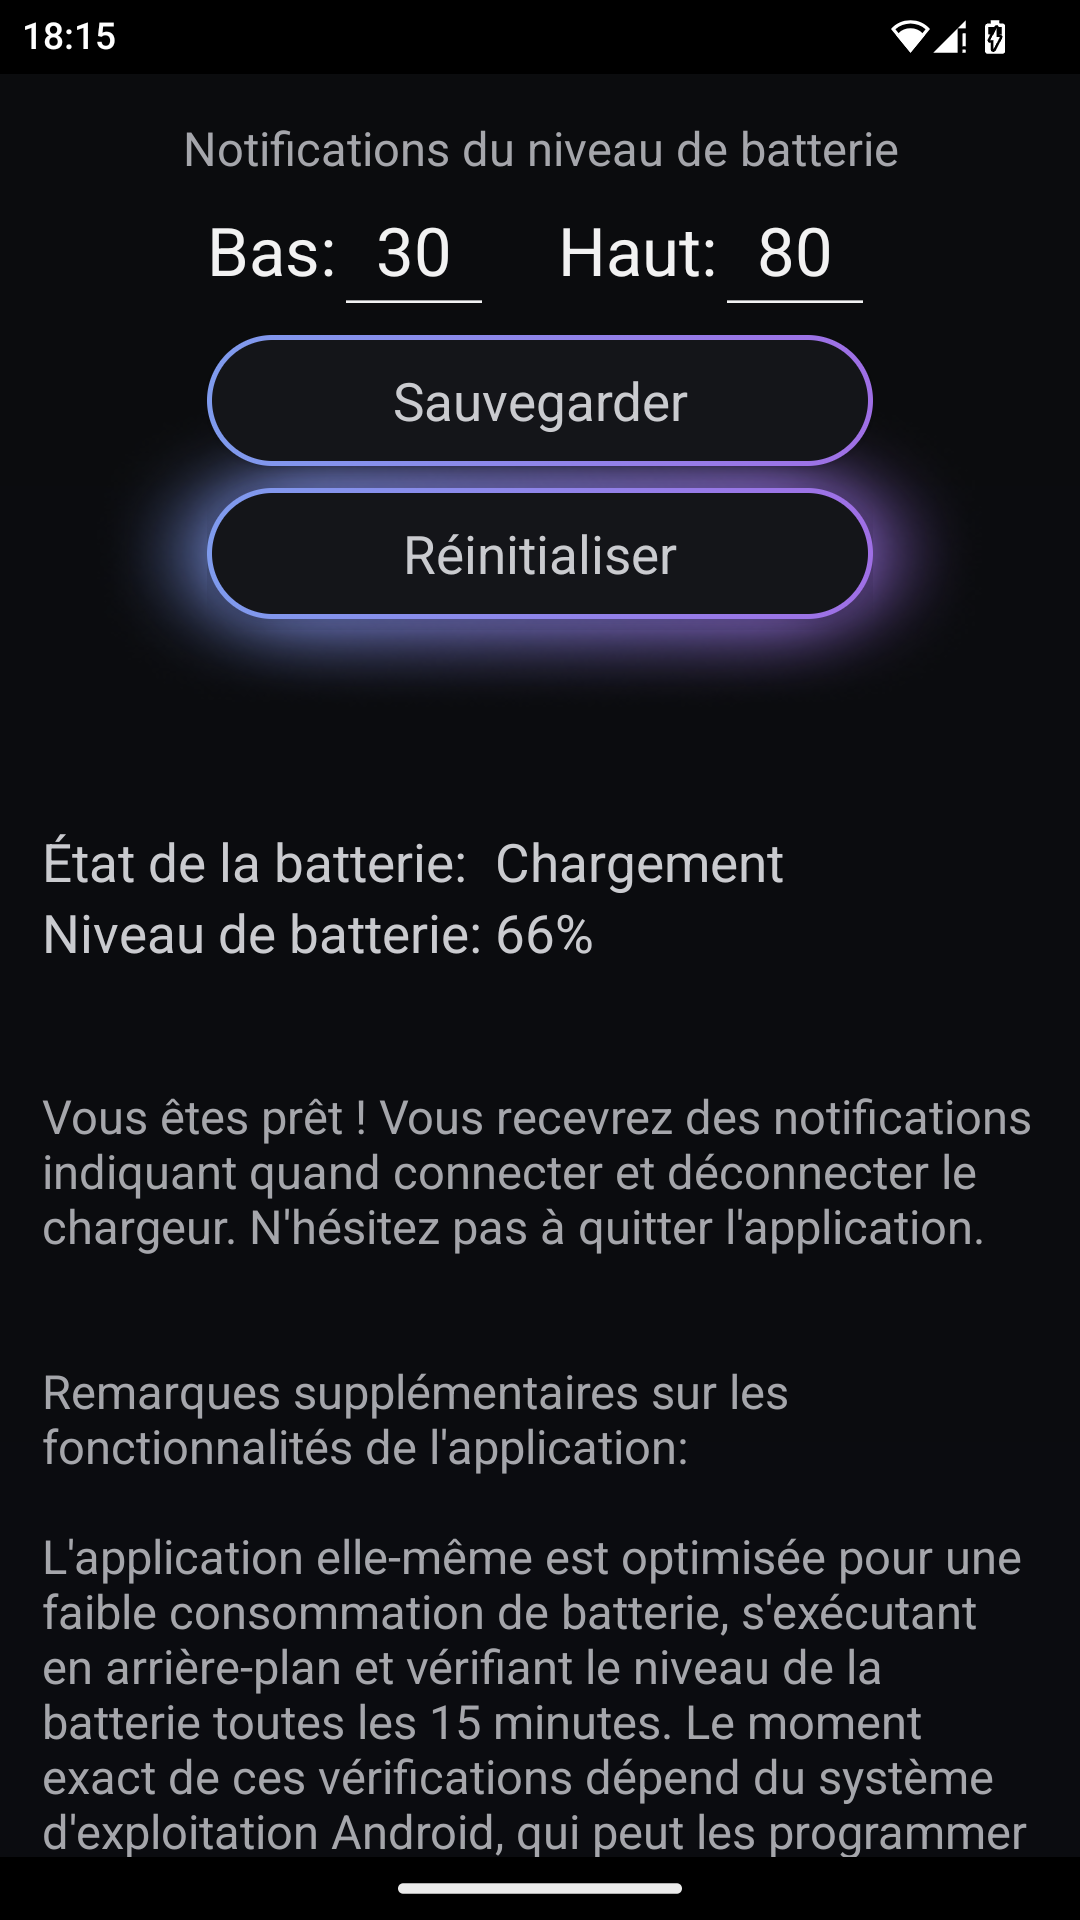 18:15
Notifications du niveau de batterie
Bas: 30 Haut: 80
Sauvegarder
Réinitialiser
État de la batterie: Chargement
Niveau de batterie: 66%
Vous êtes prêt ! Vous recevrez des notifications
indiquant quand connecter et déconnecter le
chargeur. N'hésitez pas à quitter l'application.
Remarques supplémentaires sur les
fonctionnalités de l'application:
L'application elle-même est optimisée pour une
faible consommation de batterie, s'exécutant
en arrière-plan et vérifiant le niveau de la
batterie toutes les 15 minutes. Le moment
exact de ces vérifications dépend du système
d'exploitation Android, qui peut les programmer